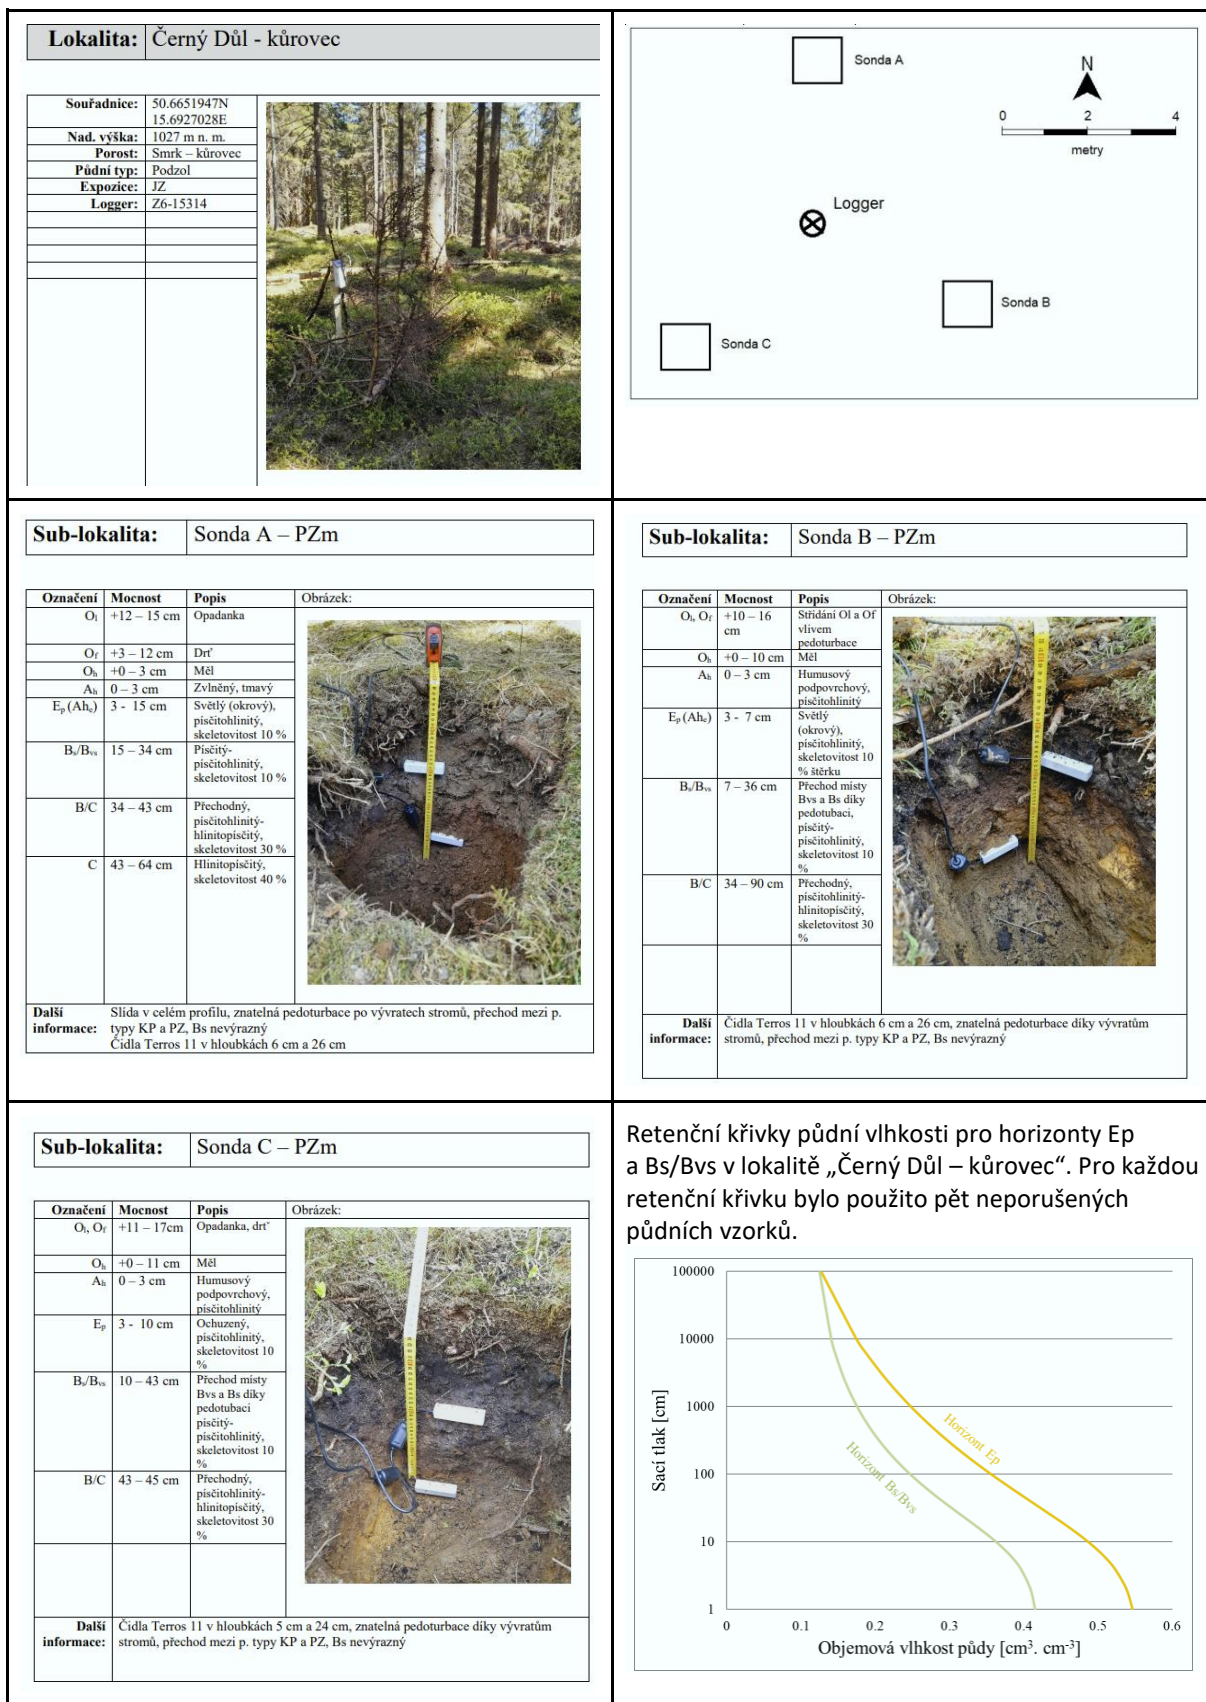 Lokalita: Černý Důl - kůrovec
Souřadnice: 50.6651947N
15.6927028E
Nad. výška: 1027 m n. m.
Porost: Smrk – kůrovec
Půdní typ: Podzol
Expozice: JZ
Logger: Z6-15314
Sonda A
N
0 2 4
metry
Logger
Sonda B
Sonda C
Sub-lokalita: Sonda A – PZm
Označení Mocnost Popis Obrázek:
Ol +12 – 15 cm Opadanka
Of +3 – 12 cm Drť
Oh +0 – 3 cm Měl
Ah 0 – 3 cm Zvlněný, tmavý
Ep (Ahe) 3 - 15 cm Světlý (okrový),
písčitohlinitý,
skeletovitost 10 %
Bs/Bvs 15 – 34 cm Písčitý-
písčitohlinitý,
skeletovitost 10 %
B/C 34 – 43 cm Přechodný,
písčitohlinitý-
hlinitopísčitý,
skeletovitost 30 %
C 43 – 64 cm Hlinitopísčitý,
skeletovitost 40 %
Další informace: Slída v celém profilu, znatelná pedoturbace po vývratech stromů, přechod mezi p.
typy KP a PZ, Bs nevýrazný
Čidla Terros 11 v hloubkách 6 cm a 26 cm
Sub-lokalita: Sonda B – PZm
Označení Mocnost Popis Obrázek:
Ol, Of +10 – 16 cm Střídání Ol a Of
vlivem
pedoturbace
Oh +0 – 10 cm Měl
Ah 0 – 3 cm Humusový
podpovrchový,
písčitohlinitý
Ep (Ahe) 3 - 7 cm Světlý
(okrový),
písčitohlinitý,
skeletovitost 10
% štěrku
Bs/Bvs 7 – 36 cm Přechod místy
Bvs a Bs díky
pedotubaci,
písčitý-
písčitohlinitý,
skeletovitost 10
%
B/C 34 – 90 cm Přechodný,
písčitohlinitý-
hlinitopísčitý,
skeletovitost 30
%
Další informace: Čidla Terros 11 v hloubkách 6 cm a 26 cm, znatelná pedoturbace díky vývratům
stromů, přechod mezi p. typy KP a PZ, Bs nevýrazný
Sub-lokalita: Sonda C – PZm
Označení Mocnost Popis Obrázek:
Ol, Of +11 – 17cm Opadanka, drť
Oh +0 – 11 cm Měl
Ah 0 – 3 cm Humusový
podpovrchový,
písčitohlinitý
Ep 3 - 10 cm Ochuzený,
písčitohlinitý,
skeletovitost 10
%
Bs/Bvs 10 – 43 cm Přechod místy
Bvs a Bs díky
pedotubaci
písčitý-
písčitohlinitý,
skeletovitost 10
%
B/C 43 – 45 cm Přechodný,
písčitohlinitý-
hlinitopísčitý,
skeletovitost 30
%
Další informace: Čidla Terros 11 v hloubkách 5 cm a 24 cm, znatelná pedoturbace díky vývratům
stromů, přechod mezi p. typy KP a PZ, Bs nevýrazný
Retenční křivky půdní vlhkosti pro horizonty Ep
a Bs/Bvs v lokalitě „Černý Důl – kůrovec“. Pro každou
retenční křivku bylo použito pět neporušených
půdních vzorků.
Sací tlak [cm]
100000
10000
1000
100
10
1
Horizont Ep
Horizont Bs/Bvs
0 0.1 0.2 0.3 0.4 0.5 0.6
Objemová vlhkost půdy [cm3. cm-3]